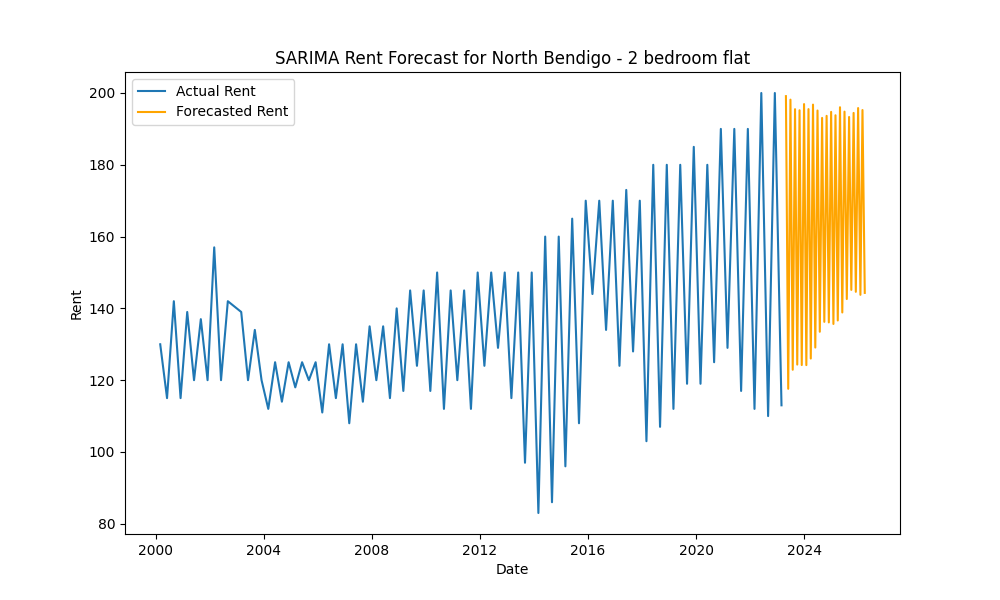 SARIMA Rent Forecast for North Bendigo - 2 bedroom flat
Actual Rent
Forecasted Rent
200
180
160
140
120
100
80
Rent
2000 2004 2008 2012 2016 2020 2024
Date